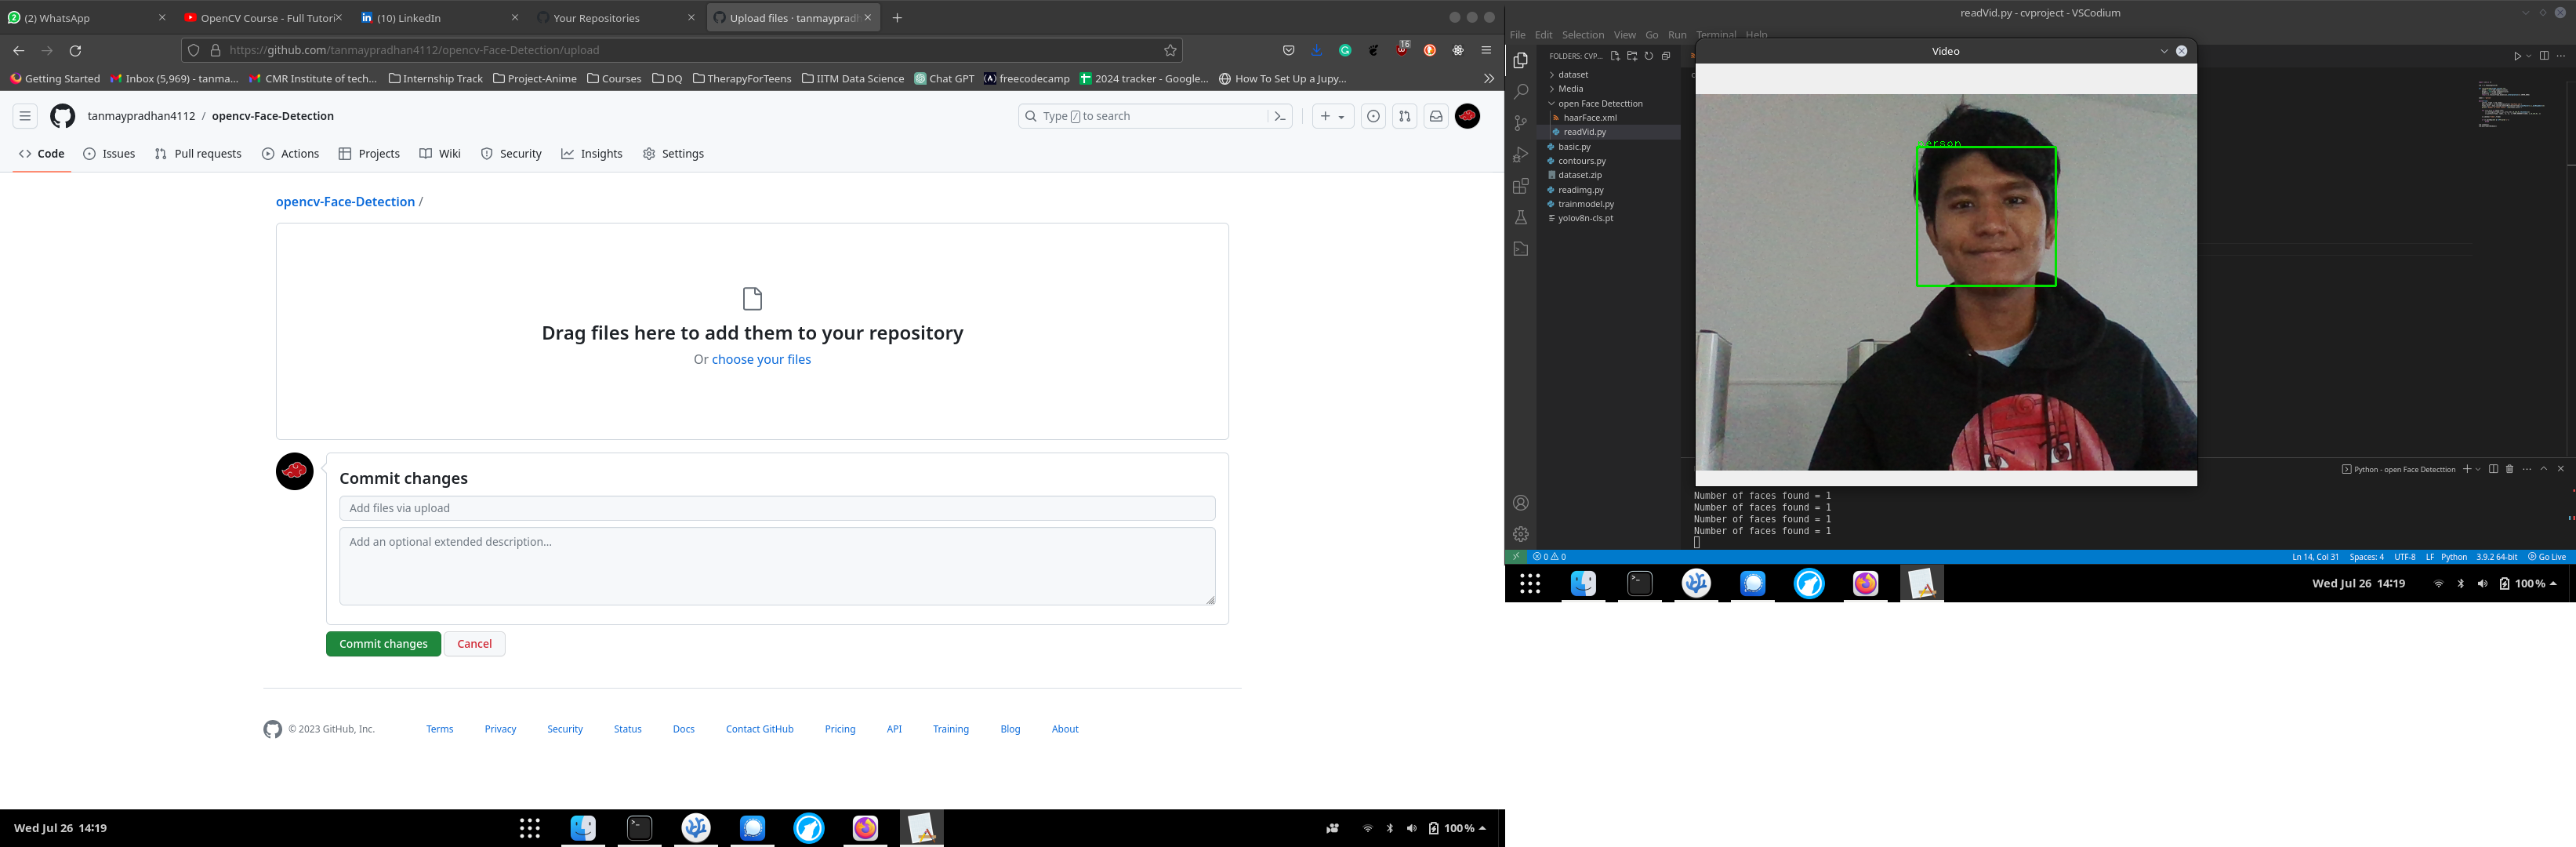 (2) WhatsApp
OpenCV Course - Full Tutori
(10) LinkedIn
Your Repositories
Upload files · tanmaypradh
https://github.com/tanmaypradhan4112/opencv-Face-Detection/upload
16
Getting Started
Inbox (5,969) - tanma...
CMR Institute of tech...
Internship Track
Project-Anime
Courses
DQ
TherapyForTeens
IITM Data Science
Chat GPT
freecodecamp
2024 tracker - Google...
How To Set Up a Jupy...
tanmaypradhan4112 / opencv-Face-Detection
Type / to search
Code
Issues
Pull requests
Actions
Projects
Wiki
Security
Insights
Settings
opencv-Face-Detection /
Drag files here to add them to your repository
Or choose your files
Commit changes
Add files via upload
Add an optional extended description...
Commit changes
Cancel
© 2023 GitHub, Inc.
Terms
Privacy
Security
Status
Docs
Contact GitHub
Pricing
API
Training
Blog
About
Wed Jul 26 14:19
100 %
readVid.py - cvproject - VSCodium
File Edit Selection View Go Run Terminal Help
Video
FOLDERS: CVP...
dataset
Media
open Face Detecttion
haarFace.xml
readVid.py
basic.py
contours.py
dataset.zip
readimg.py
trainmodel.py
yolov8n-cls.pt
Python - open Face Detecttion
Number of faces found = 1
Number of faces found = 1
Number of faces found = 1
Number of faces found = 1
0 0
Ln 14, Col 31
Spaces: 4
UTF-8
LF
Python
3.9.2 64-bit
Go Live
Wed Jul 26 14:19
100 %